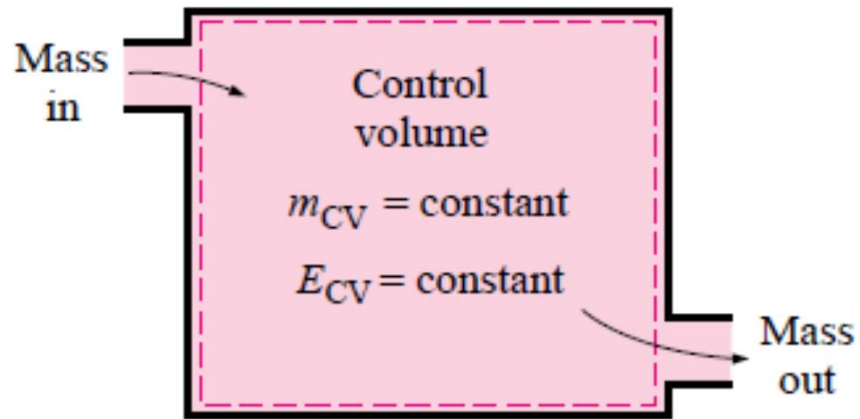 Mass
in
Control
volume
m_CV = constant
E_CV = constant
Mass
out